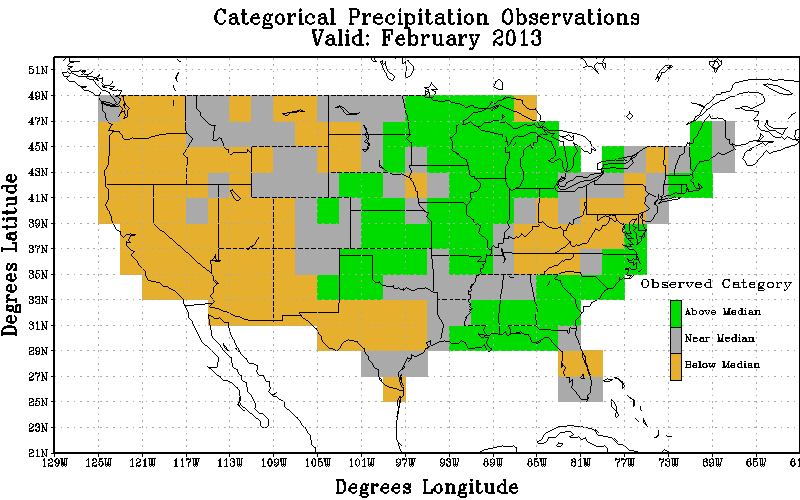 Categorical Precipitation Observations
Valid: February 2013
51N
49N
47N
45N
43N
41N
39N
37N
35N
33N
31N
29N
27N
25N
23N
21N
Degrees Latitude
Observed Category
Above Median
Near Median
Below Median
129W 125W 121W 117W 113W 109W 105W 101W 97W 93W 89W 85W 81W 77W 73W 69W 65W 61
Degrees Longitude